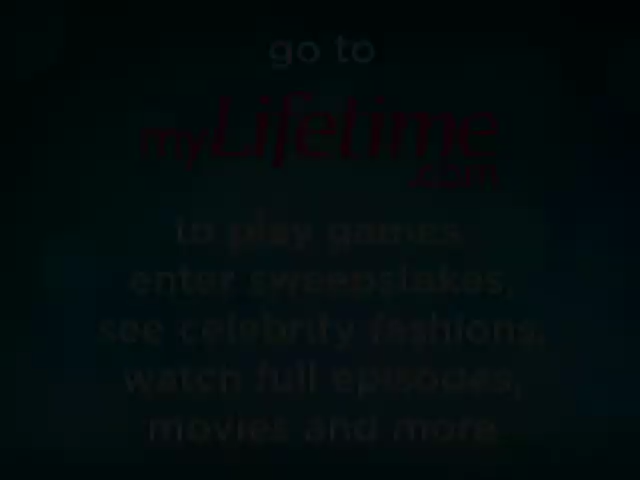 go to
myLifetime
.com
to play games,
enter sweepstakes,
see celebrity fashions,
watch full episodes,
movies and more